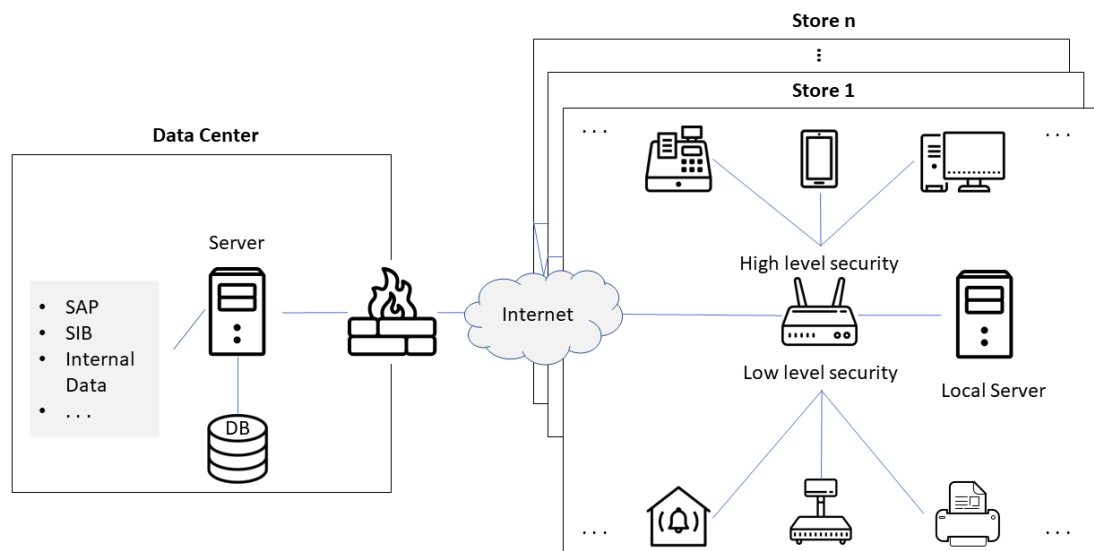 Store n
⋮
Store 1
. . .
. . .
Data Center
Server
• SAP
• SIB
• Internal
Data
• . . .
DB
Internet
High level security
Low level security
Local Server
. . .
. . .